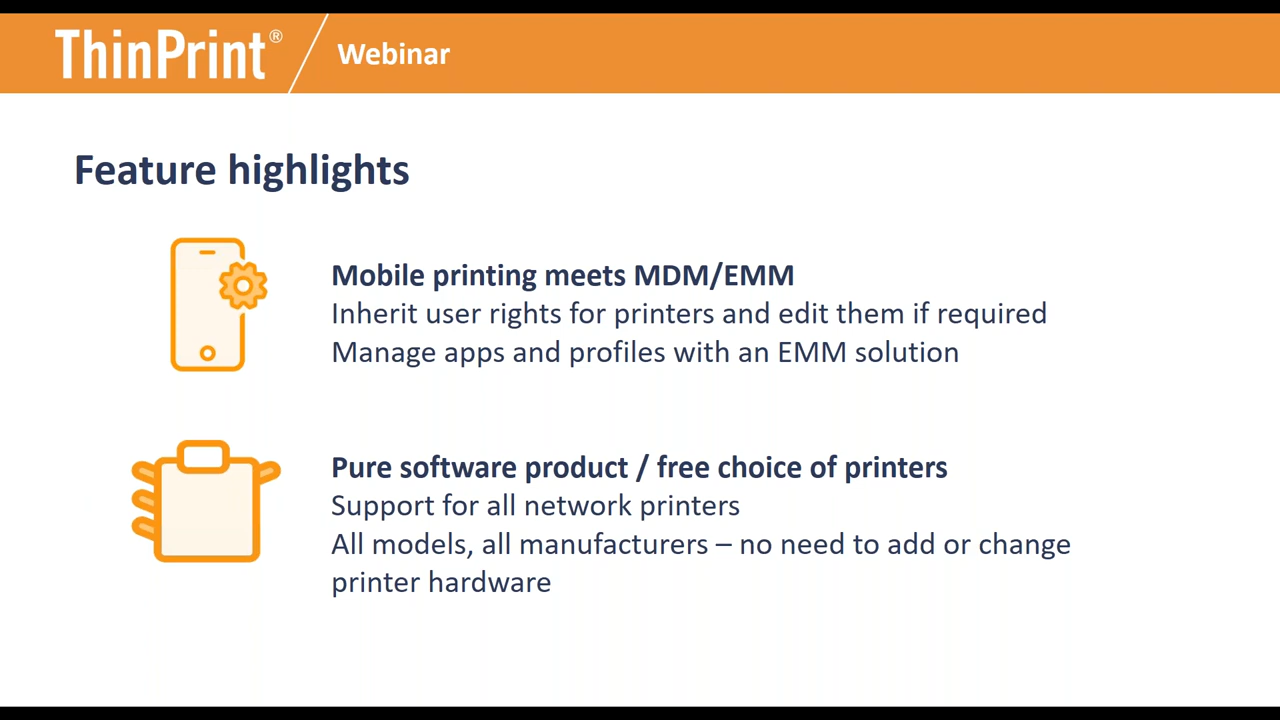 ThinPrint® Webinar
Feature highlights
Mobile printing meets MDM/EMM
Inherit user rights for printers and edit them if required
Manage apps and profiles with an EMM solution
Pure software product / free choice of printers
Support for all network printers
All models, all manufacturers – no need to add or change
printer hardware